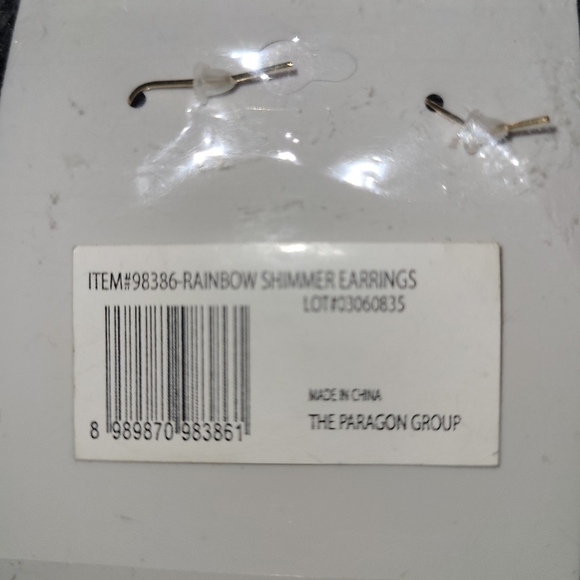 ITEM#98386-RAINBOW SHIMMER EARRINGS
LOT#03060835
MADE IN CHINA
THE PARAGON GROUP
8 989870 983861